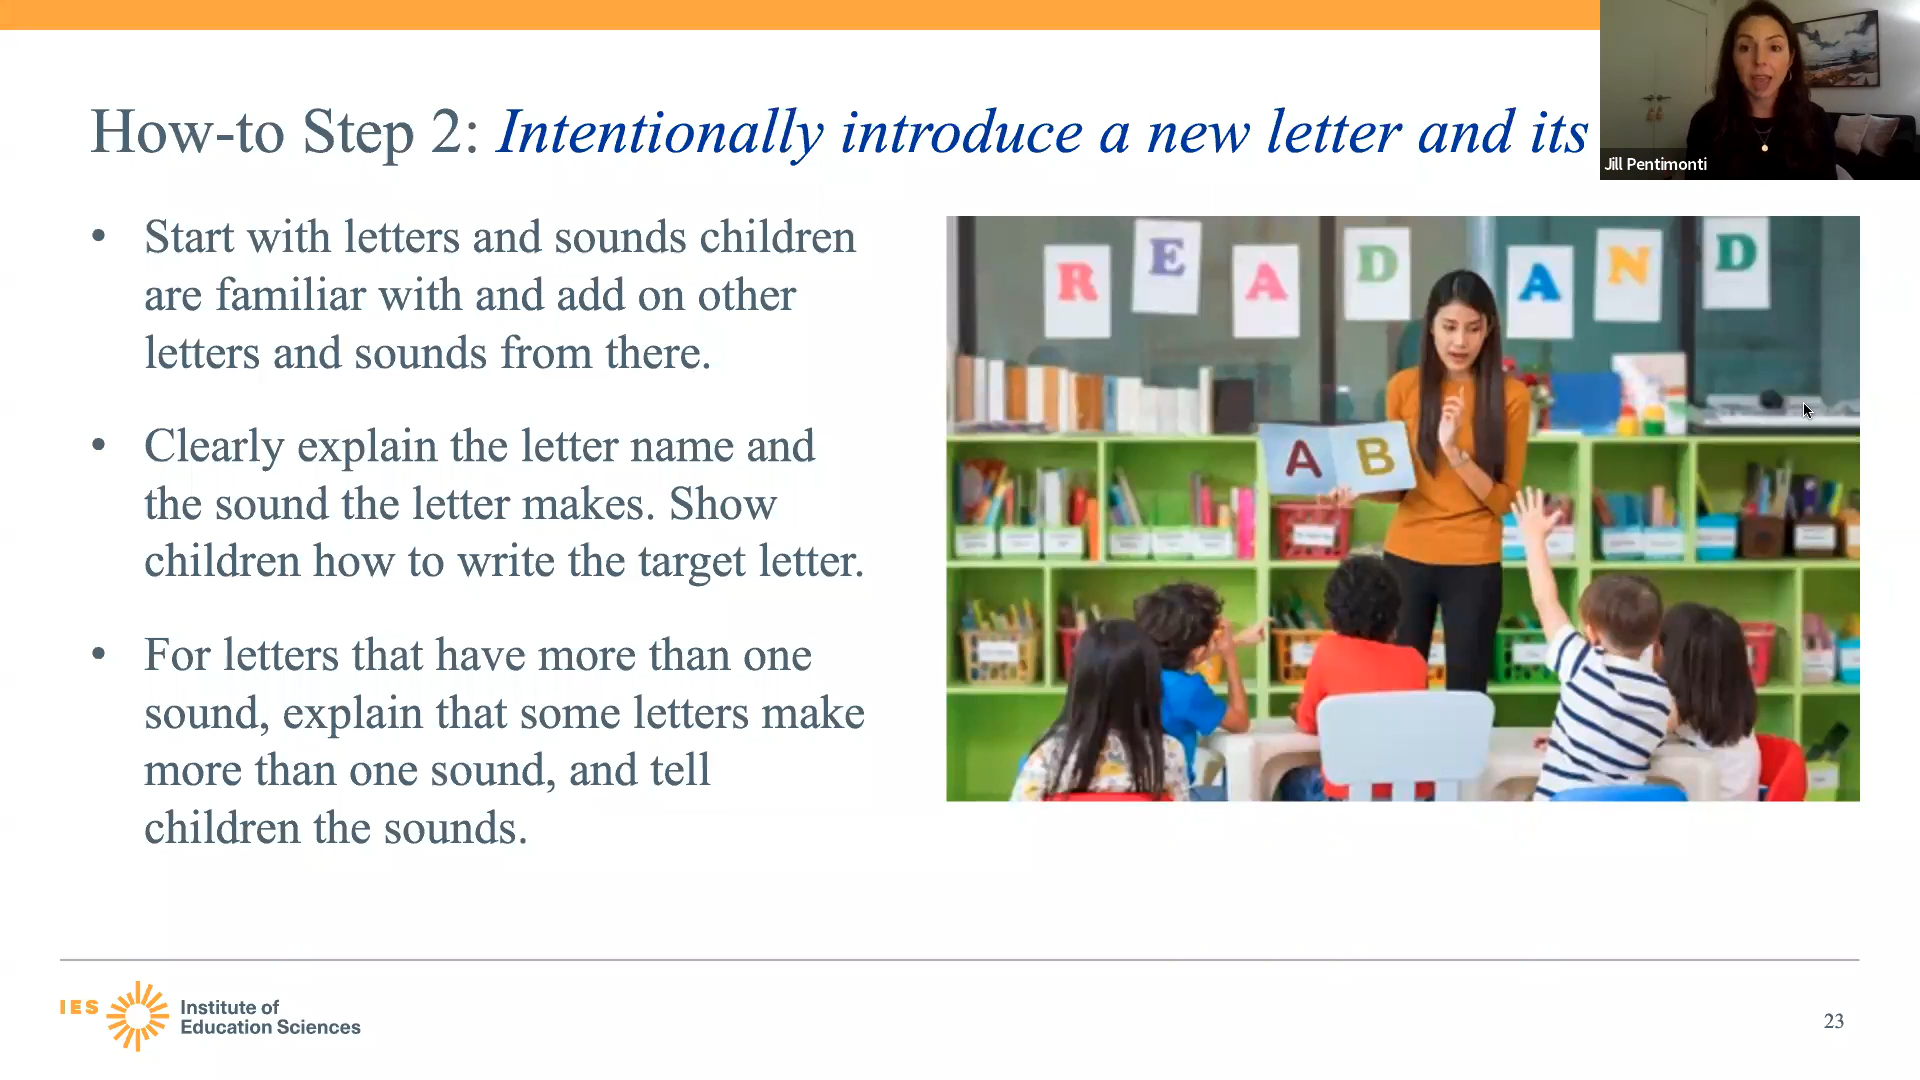 How-to Step 2: Intentionally introduce a new letter and its
Jill Pentimonti
• Start with letters and sounds children
are familiar with and add on other
letters and sounds from there.
• Clearly explain the letter name and
the sound the letter makes. Show
children how to write the target letter.
• For letters that have more than one
sound, explain that some letters make
more than one sound, and tell
children the sounds.
READ AND
A B
IES
Institute of
Education Sciences
23